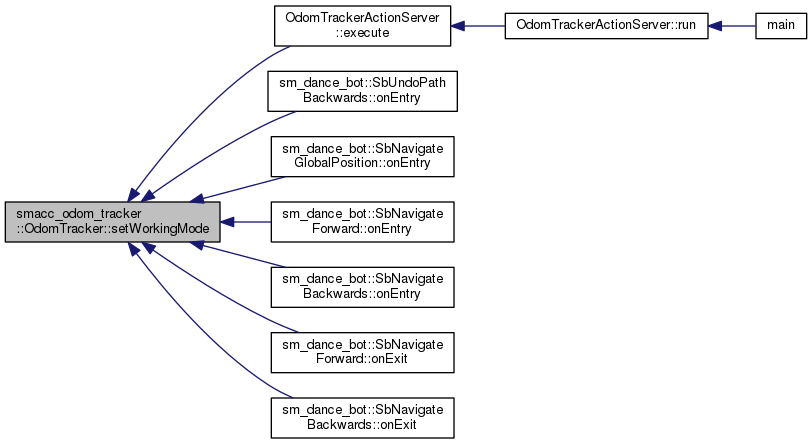 OdomTrackerActionServer
::execute
OdomTrackerActionServer::run
main
sm_dance_bot::SbUndoPath
Backwards::onEntry
sm_dance_bot::SbNavigate
GlobalPosition::onEntry
smacc_odom_tracker
::OdomTracker::setWorkingMode
sm_dance_bot::SbNavigate
Forward::onEntry
sm_dance_bot::SbNavigate
Backwards::onEntry
sm_dance_bot::SbNavigate
Forward::onExit
sm_dance_bot::SbNavigate
Backwards::onExit